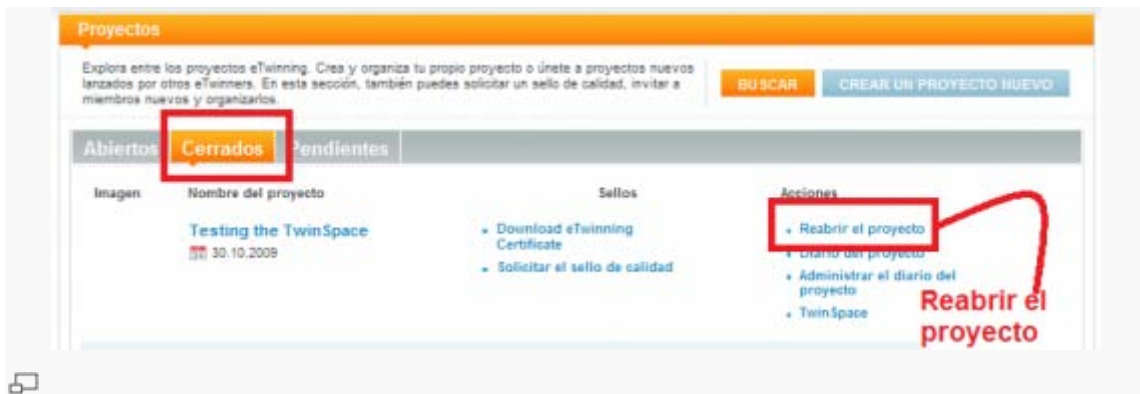 Proyectos
Explora entre los proyectos eTwinning. Crea y organiza tu propio proyecto o únete a proyectos nuevos
lanzados por otros eTwinners. En esta sección, también puedes solicitar un sello de calidad, invitar a
miembros nuevos y organizarlos.
BUSCAR CREAR UN PROYECTO NUEVO
Abiertos Cerrados Pendientes
Imagen Nombre del proyecto Sellos Acciones
Testing the TwinSpace
30.10.2009
Download eTwinning
Certificate
Solicitar el sello de calidad
Reabrir el proyecto
Diario del proyecto
Administrar el diario del
proyecto
TwinSpace
Reabrir el
proyecto